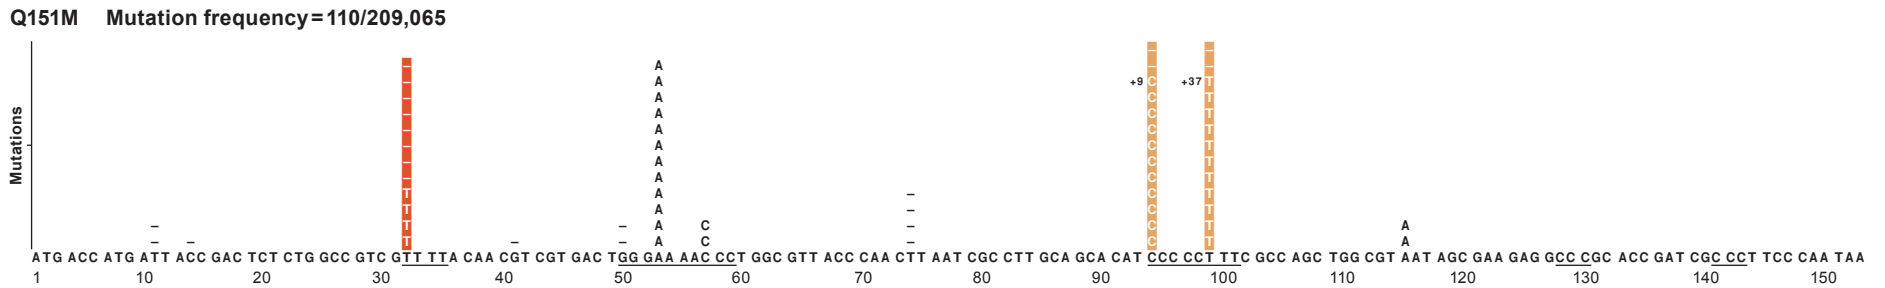 Q151M Mutation frequency=110/209,065
Mutations
– –
– A – –
– A +9 C +37 T
– A C T
– A C T
– A C T
– A C T
– A C T
– A C T
T A – C T
T A – C T
– T – A C – C T A
– – T – – A C – C T A
ATG ACC ATG ATT ACC GAC TCT CTG GCC GTC GTT TTA CAA CGT CGT GAC TGG GAA AAC CCT GGC GTT ACC CAA CTT AAT CGC CTT GCA GCA CAT CCC CCT TTC GCC AGC TGG CGT AAT AGC GAA GAG GCC CGC ACC GAT CGC CCT TCC CAA TAA
1 10 20 30 40 50 60 70 80 90 100 110 120 130 140 150